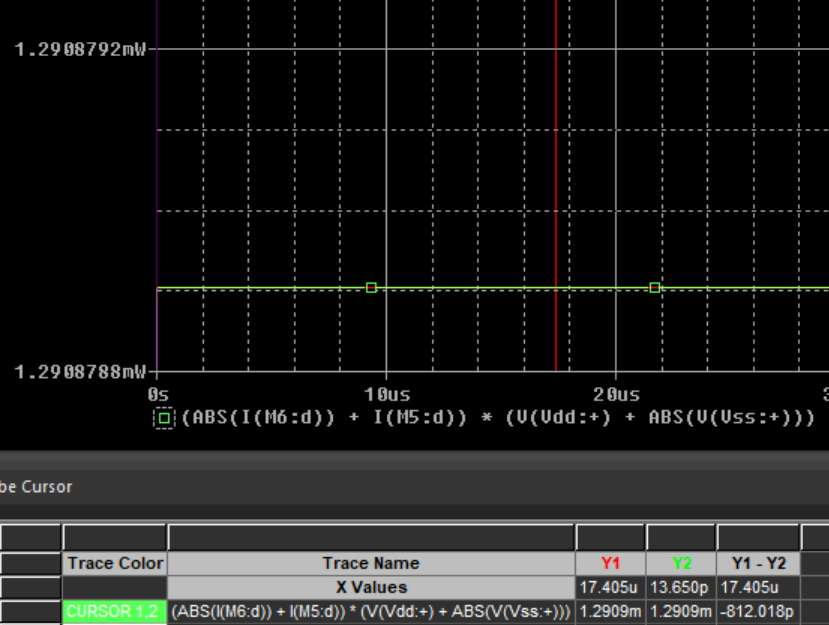 1.2908792mW
1.2908788mW
0s 10us 20us
(ABS(I(M6:d)) + I(M5:d)) * (V(Vdd:+) + ABS(V(Vss:+)))
be Cursor
Trace Color Trace Name Y1 Y2 Y1 - Y2
X Values 17.405u 13.650p 17.405u
CURSOR 1,2 (ABS(I(M6:d)) + I(M5:d)) * (V(Vdd:+) + ABS(V(Vss:+))) 1.2909m 1.2909m -812.018p